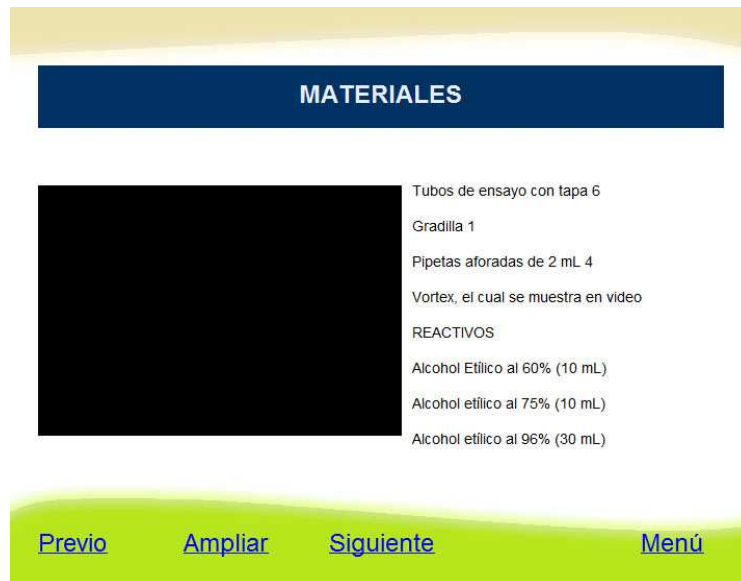 MATERIALES
Tubos de ensayo con tapa 6
Gradilla 1
Pipetas aforadas de 2 mL 4
Vortex, el cual se muestra en video
REACTIVOS
Alcohol Etílico al 60% (10 mL)
Alcohol etílico al 75% (10 mL)
Alcohol etílico al 96% (30 mL)
Previo Ampliar Siguiente Menú